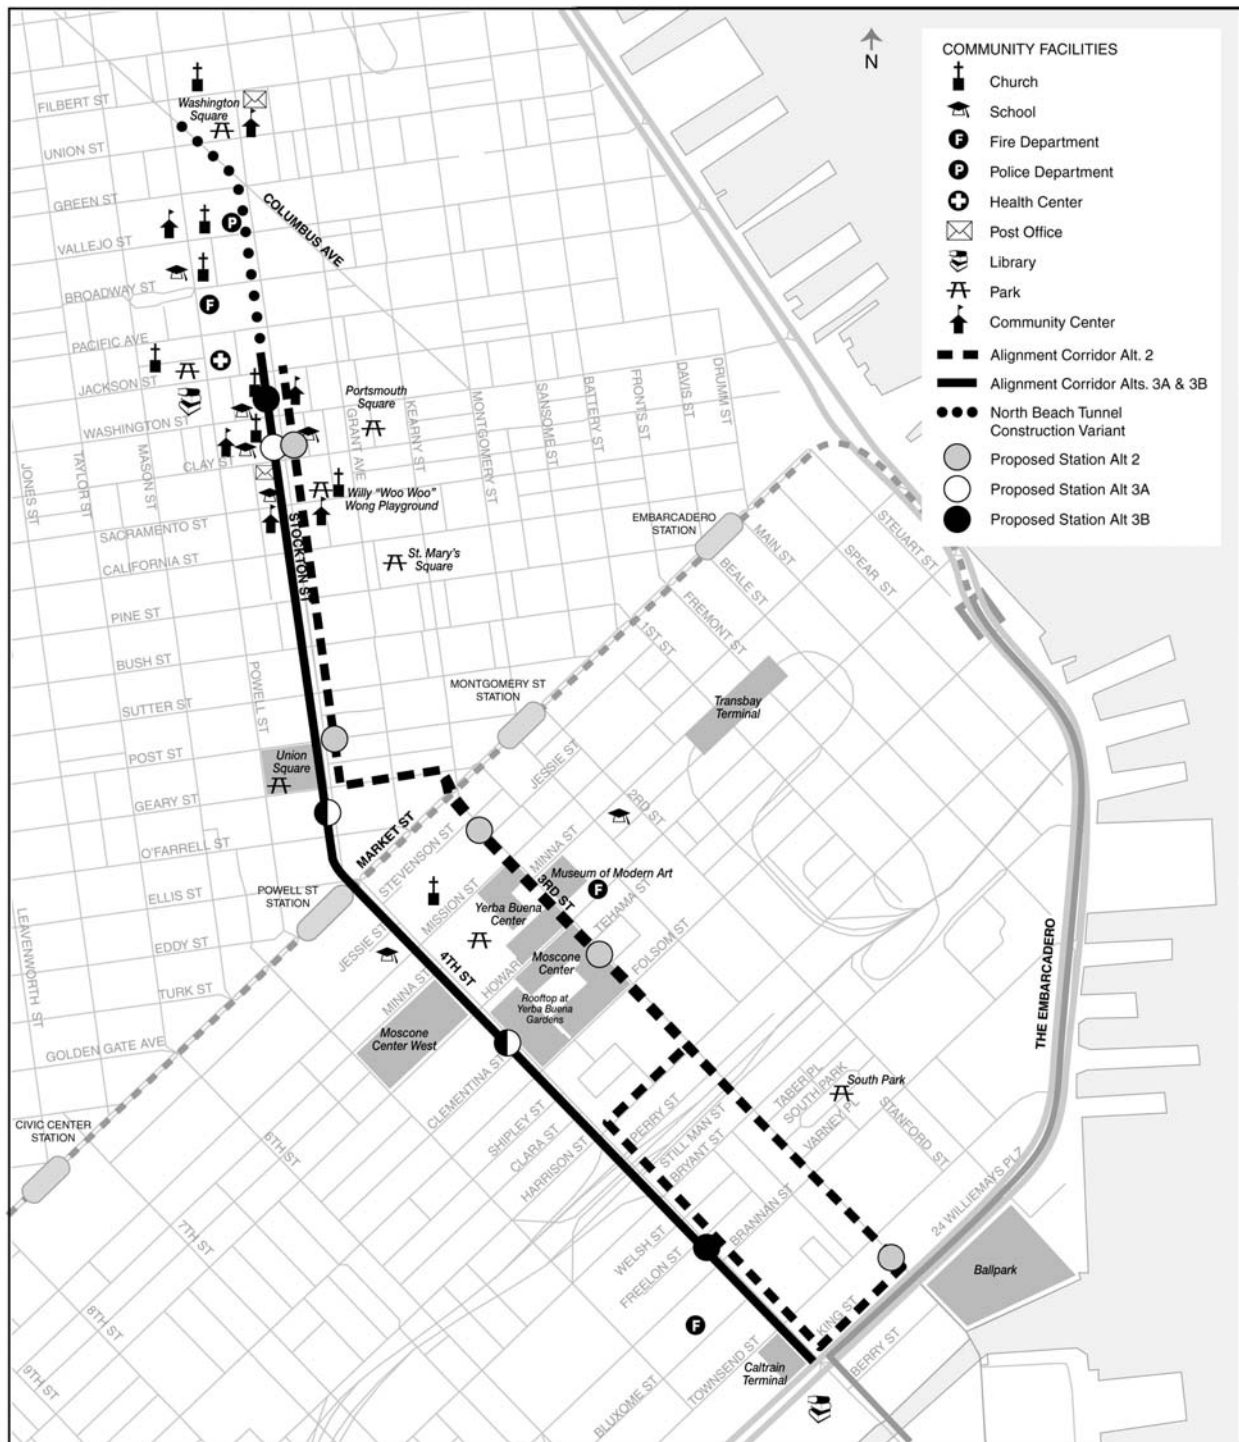 N
COMMUNITY FACILITIES
Church
School
F
Fire Department
P
Police Department
Health Center
Post Office
Library
Park
Community Center
Alignment Corridor Alt. 2
Alignment Corridor Alts. 3A & 3B
North Beach Tunnel
Construction Variant
Proposed Station Alt 2
Proposed Station Alt 3A
Proposed Station Alt 3B
FILBERT ST
Washington
Square
UNION ST
GREEN ST
COLUMBUS AVE
P
VALLEJO ST
BROADWAY ST
F
PACIFIC AVE
JACKSON ST
WASHINGTON ST
CLAY ST
SACRAMENTO ST
CALIFORNIA ST
PINE ST
BUSH ST
SUTTER ST
POST ST
GEARY ST
O'FARRELL ST
ELLIS ST
EDDY ST
TURK ST
GOLDEN GATE AVE
JONES ST
TAYLOR ST
MASON ST
POWELL ST
STOCKTON ST
GRANT AVE
KEARNY ST
MONTGOMERY ST
SANSOME ST
BATTERY ST
FRONTS ST
DAVIS ST
DRUMM ST
LEAVENWORTH ST
Portsmouth
Square
Willy "Woo Woo"
Wong Playground
St. Mary's
Square
Union
Square
EMBARCADERO
STATION
MONTGOMERY ST
STATION
POWELL ST
STATION
CIVIC CENTER
STATION
MARKET ST
STEUART ST
SPEAR ST
MAIN ST
BEALE ST
FREMONT ST
1ST ST
Transbay
Terminal
JESSIE ST
2RD ST
STEVENSON ST
MINNA ST
Museum of Modern Art
F
3RD ST
MISSION ST
Yerba Buena
Center
TEHAMA ST
JESSIE ST
4TH ST
HOWAR
Moscone
Center
FOLSOM ST
MINNA ST
Rooftop at
Yerba Buena
Gardens
Moscone
Center West
CLEMENTINA ST
SHIPLEY ST
CLARA ST
HARRISON ST
PERRY ST
STILL MAN ST
BRYANT ST
TABER PL
SOUTH PARK
VARNEY PL
South Park
STANFORD ST
THE EMBARCADERO
6TH ST
7TH ST
8TH ST
9TH ST
WELSH ST
FREELON ST
BRANNAN ST
24 WILLIEMAYS PLZ
Ballpark
F
KING ST
BERRY ST
TOWNSEND ST
BLUXOME ST
Caltrain
Terminal